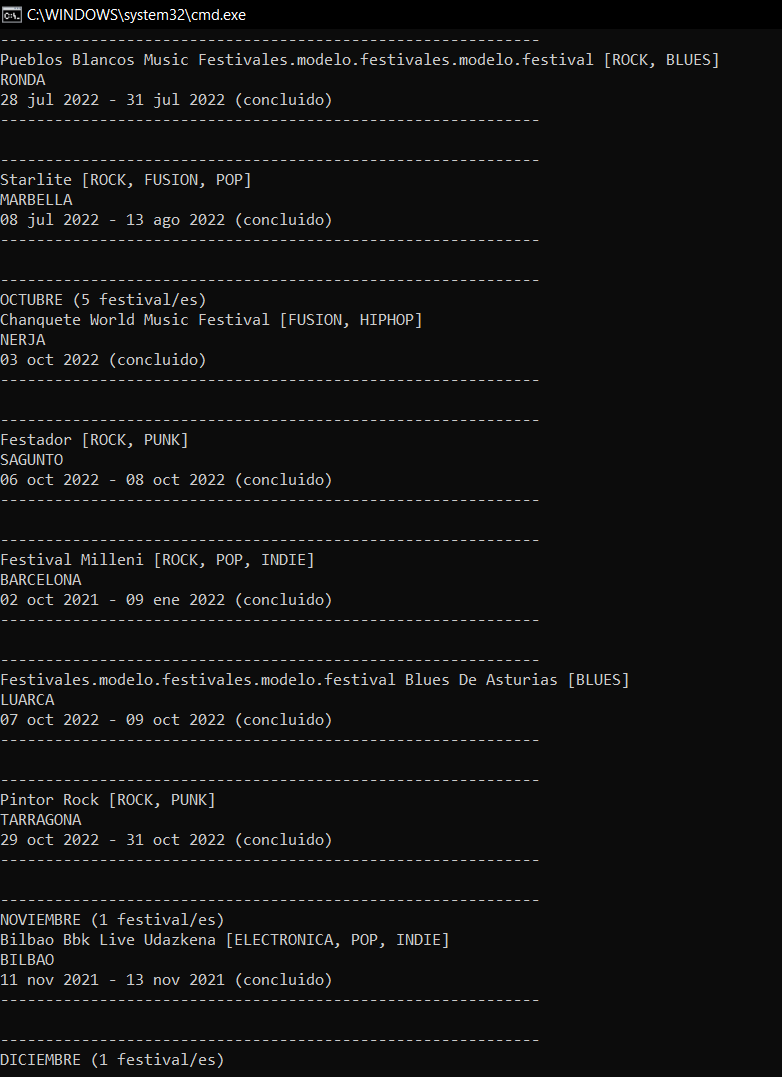 C:\WINDOWS\system32\cmd.exe
------------------------------------------------------------
Pueblos Blancos Music Festivales.modelo.festivales.modelo.festival [ROCK, BLUES]
RONDA
28 jul 2022 - 31 jul 2022 (concluido)
------------------------------------------------------------
------------------------------------------------------------
Starlite [ROCK, FUSION, POP]
MARBELLA
08 jul 2022 - 13 ago 2022 (concluido)
------------------------------------------------------------
------------------------------------------------------------
OCTUBRE (5 festival/es)
Chanquete World Music Festival [FUSION, HIPHOP]
NERJA
03 oct 2022 (concluido)
------------------------------------------------------------
------------------------------------------------------------
Festador [ROCK, PUNK]
SAGUNTO
06 oct 2022 - 08 oct 2022 (concluido)
------------------------------------------------------------
------------------------------------------------------------
Festival Milleni [ROCK, POP, INDIE]
BARCELONA
02 oct 2021 - 09 ene 2022 (concluido)
------------------------------------------------------------
------------------------------------------------------------
Festivales.modelo.festivales.modelo.festival Blues De Asturias [BLUES]
LUARCA
07 oct 2022 - 09 oct 2022 (concluido)
------------------------------------------------------------
------------------------------------------------------------
Pintor Rock [ROCK, PUNK]
TARRAGONA
29 oct 2022 - 31 oct 2022 (concluido)
------------------------------------------------------------
------------------------------------------------------------
NOVIEMBRE (1 festival/es)
Bilbao Bbk Live Udazkena [ELECTRONICA, POP, INDIE]
BILBAO
11 nov 2021 - 13 nov 2021 (concluido)
------------------------------------------------------------
------------------------------------------------------------
DICIEMBRE (1 festival/es)